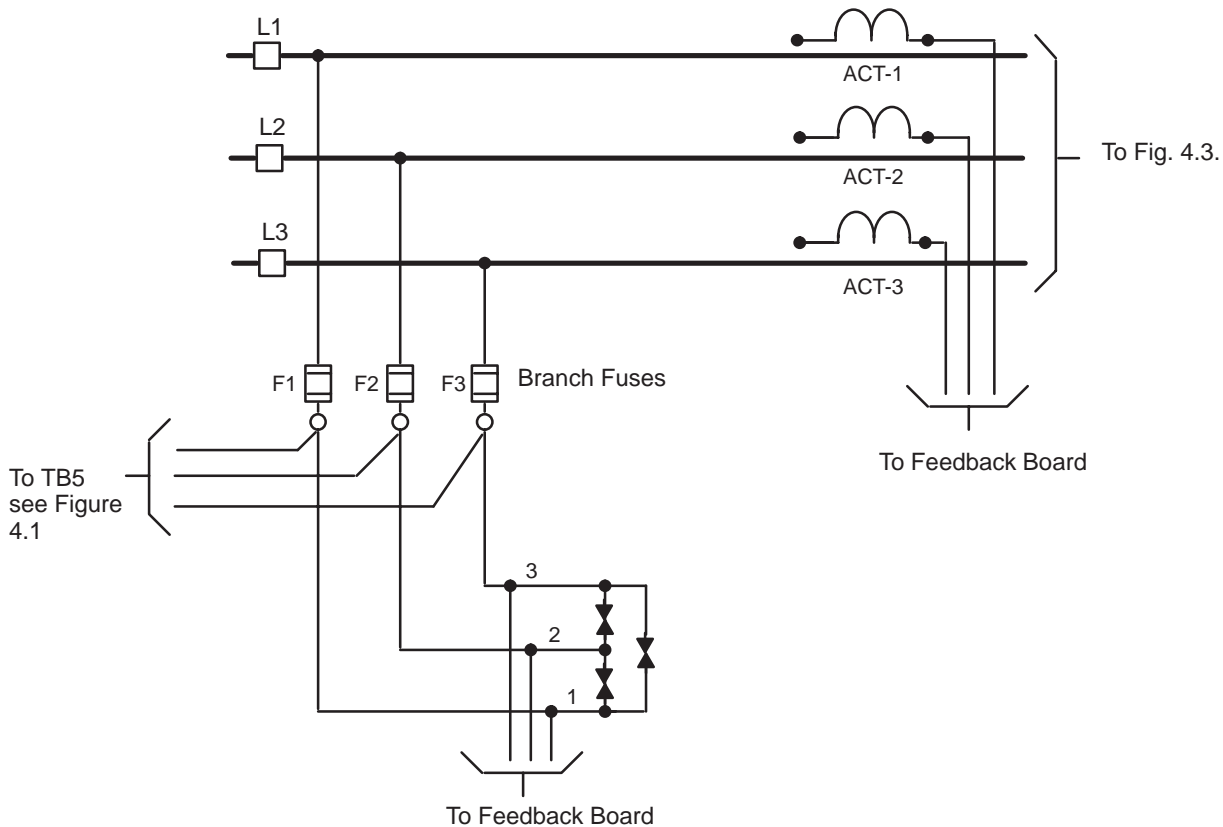 L1
ACT-1
L2
ACT-2
To Fig. 4.3.
L3
ACT-3
F1
F2
F3
Branch Fuses
To Feedback Board
To TB5
see Figure
4.1
3
2
1
To Feedback Board